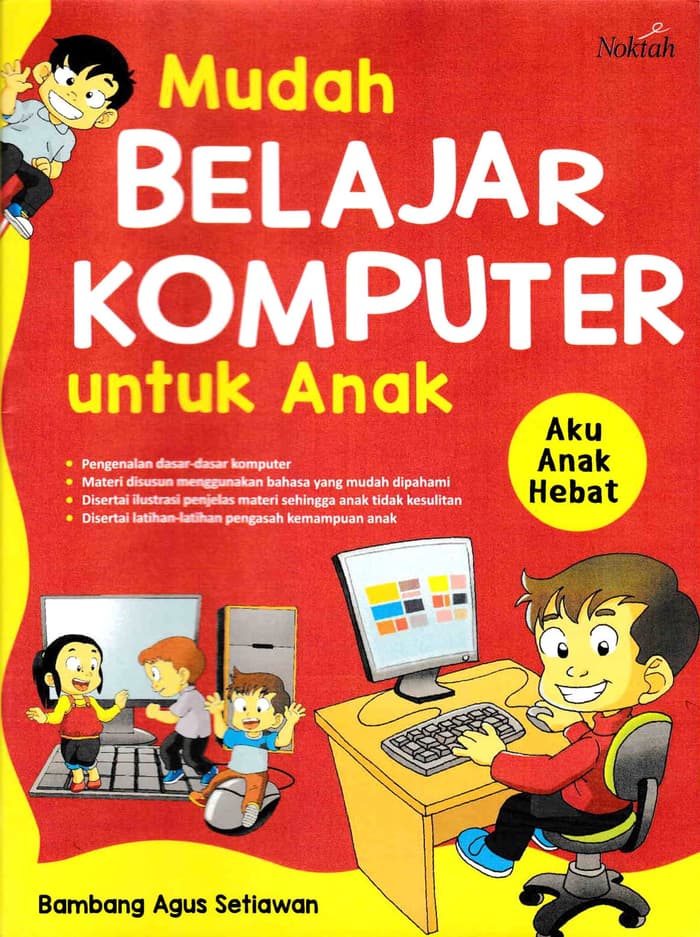 Noktah
Mudah
BELAJAR
KOMPUTER
untuk Anak
Aku
Anak
Hebat
• Pengenalan dasar-dasar komputer
• Materi disusun menggunakan bahasa yang mudah dipahami
• Disertai ilustrasi penjelas materi sehingga anak tidak kesulitan
• Disertai latihan-latihan pengasah kemampuan anak
Bambang Agus Setiawan